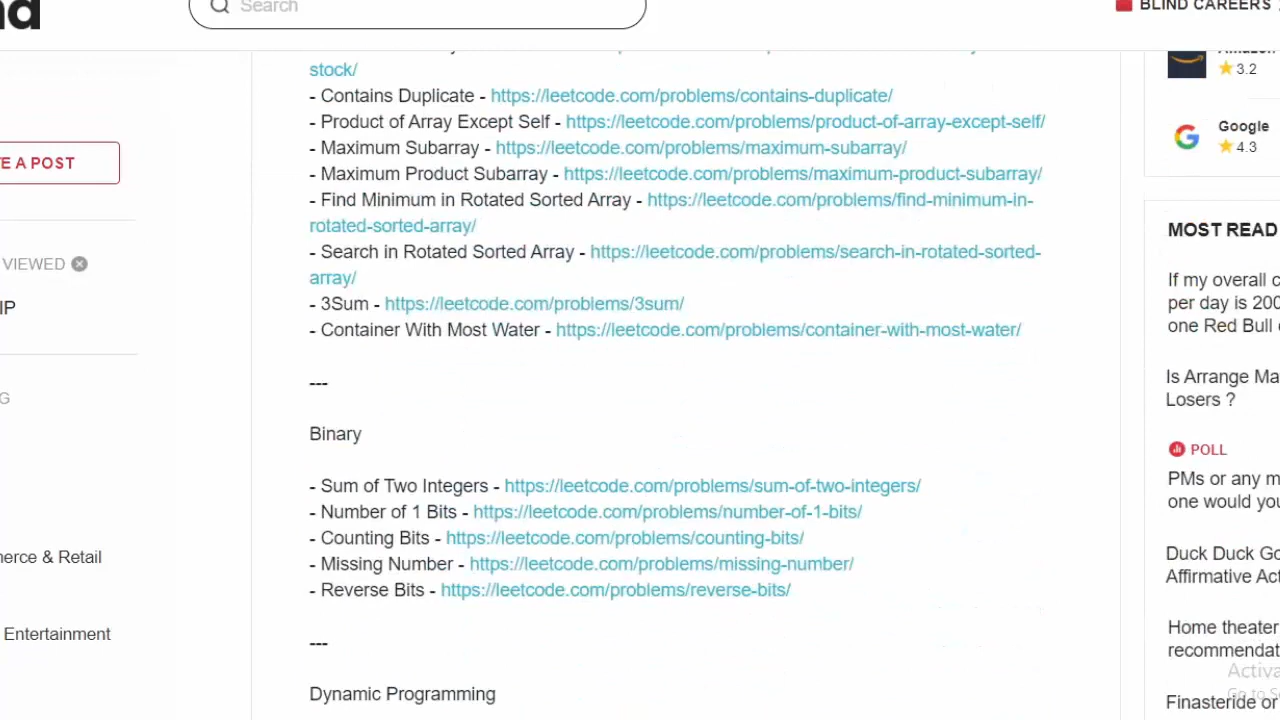 nd
Search
BLIND CAREERS
E A POST
VIEWED
IP
G
erce & Retail
Entertainment
stock/
- Contains Duplicate - https://leetcode.com/problems/contains-duplicate/
- Product of Array Except Self - https://leetcode.com/problems/product-of-array-except-self/
- Maximum Subarray - https://leetcode.com/problems/maximum-subarray/
- Maximum Product Subarray - https://leetcode.com/problems/maximum-product-subarray/
- Find Minimum in Rotated Sorted Array - https://leetcode.com/problems/find-minimum-in-
rotated-sorted-array/
- Search in Rotated Sorted Array - https://leetcode.com/problems/search-in-rotated-sorted-
array/
- 3Sum - https://leetcode.com/problems/3sum/
- Container With Most Water - https://leetcode.com/problems/container-with-most-water/
---
Binary
- Sum of Two Integers - https://leetcode.com/problems/sum-of-two-integers/
- Number of 1 Bits - https://leetcode.com/problems/number-of-1-bits/
- Counting Bits - https://leetcode.com/problems/counting-bits/
- Missing Number - https://leetcode.com/problems/missing-number/
- Reverse Bits - https://leetcode.com/problems/reverse-bits/
---
Dynamic Programming
3.2
Google
4.3
MOST READ
If my overall c
per day is 200
one Red Bull
Is Arrange Ma
Losers ?
POLL
PMs or any m
one would you
Duck Duck Go
Affirmative Act
Home theater
recommendat
Activa
Go to S
Finasteride or